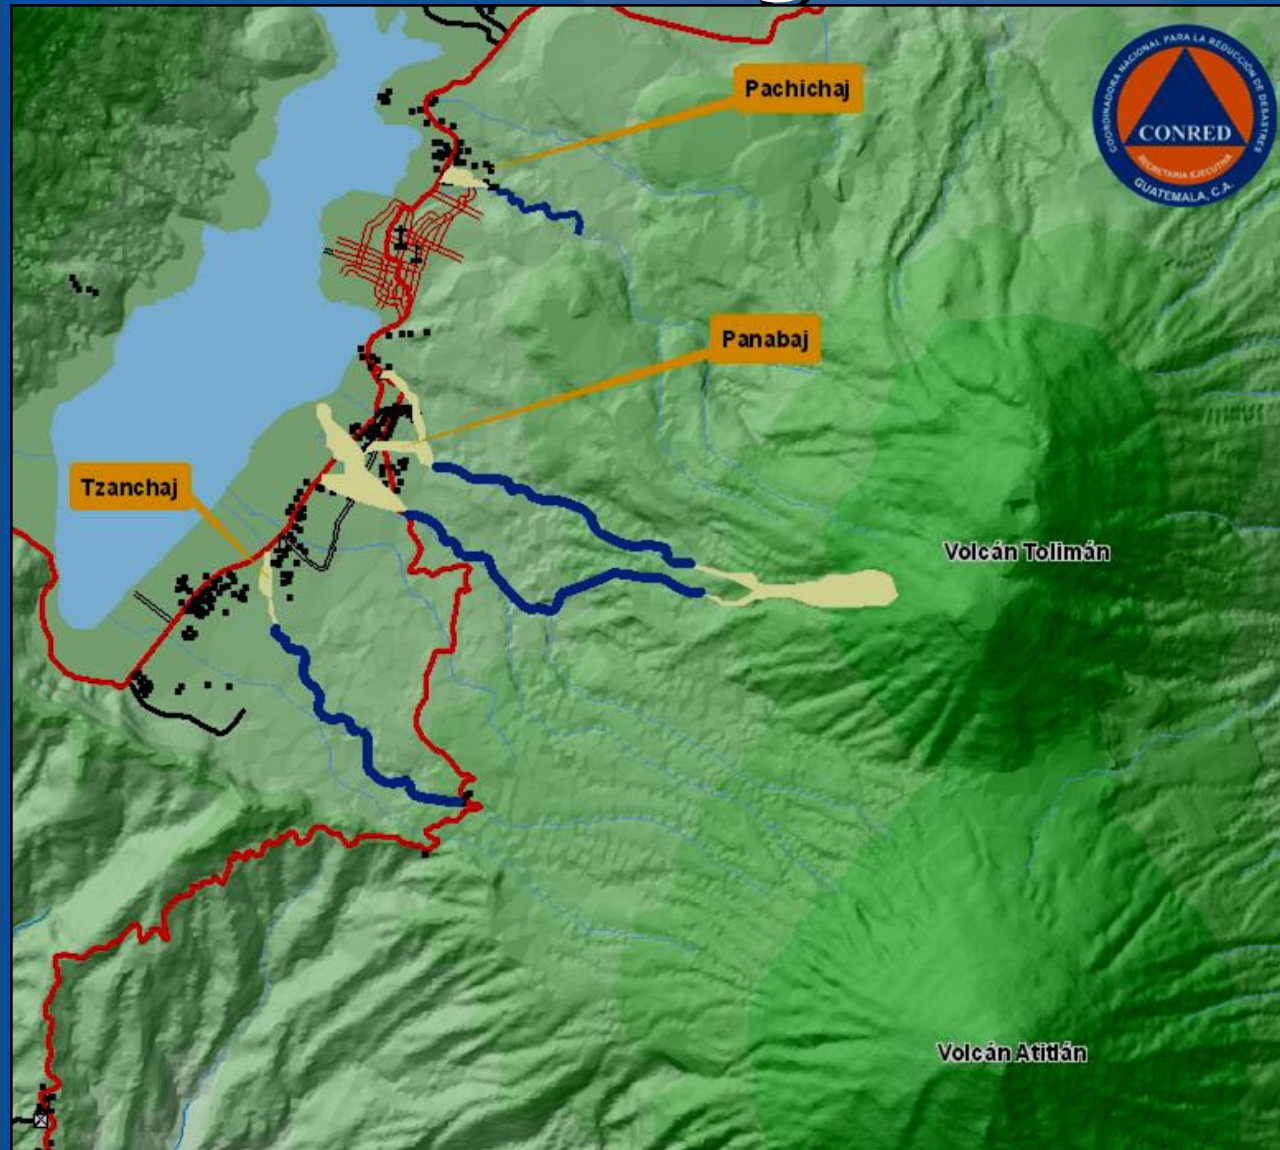 Pachichaj
COORDINADORA NACIONAL PARA LA REDUCCIÓN DE DESASTRES
CONRED
SECRETARIA EJECUTIVA
GUATEMALA, C.A.
Panabaj
Tzanchaj
Volcán Tolimán
Volcán Atitlán